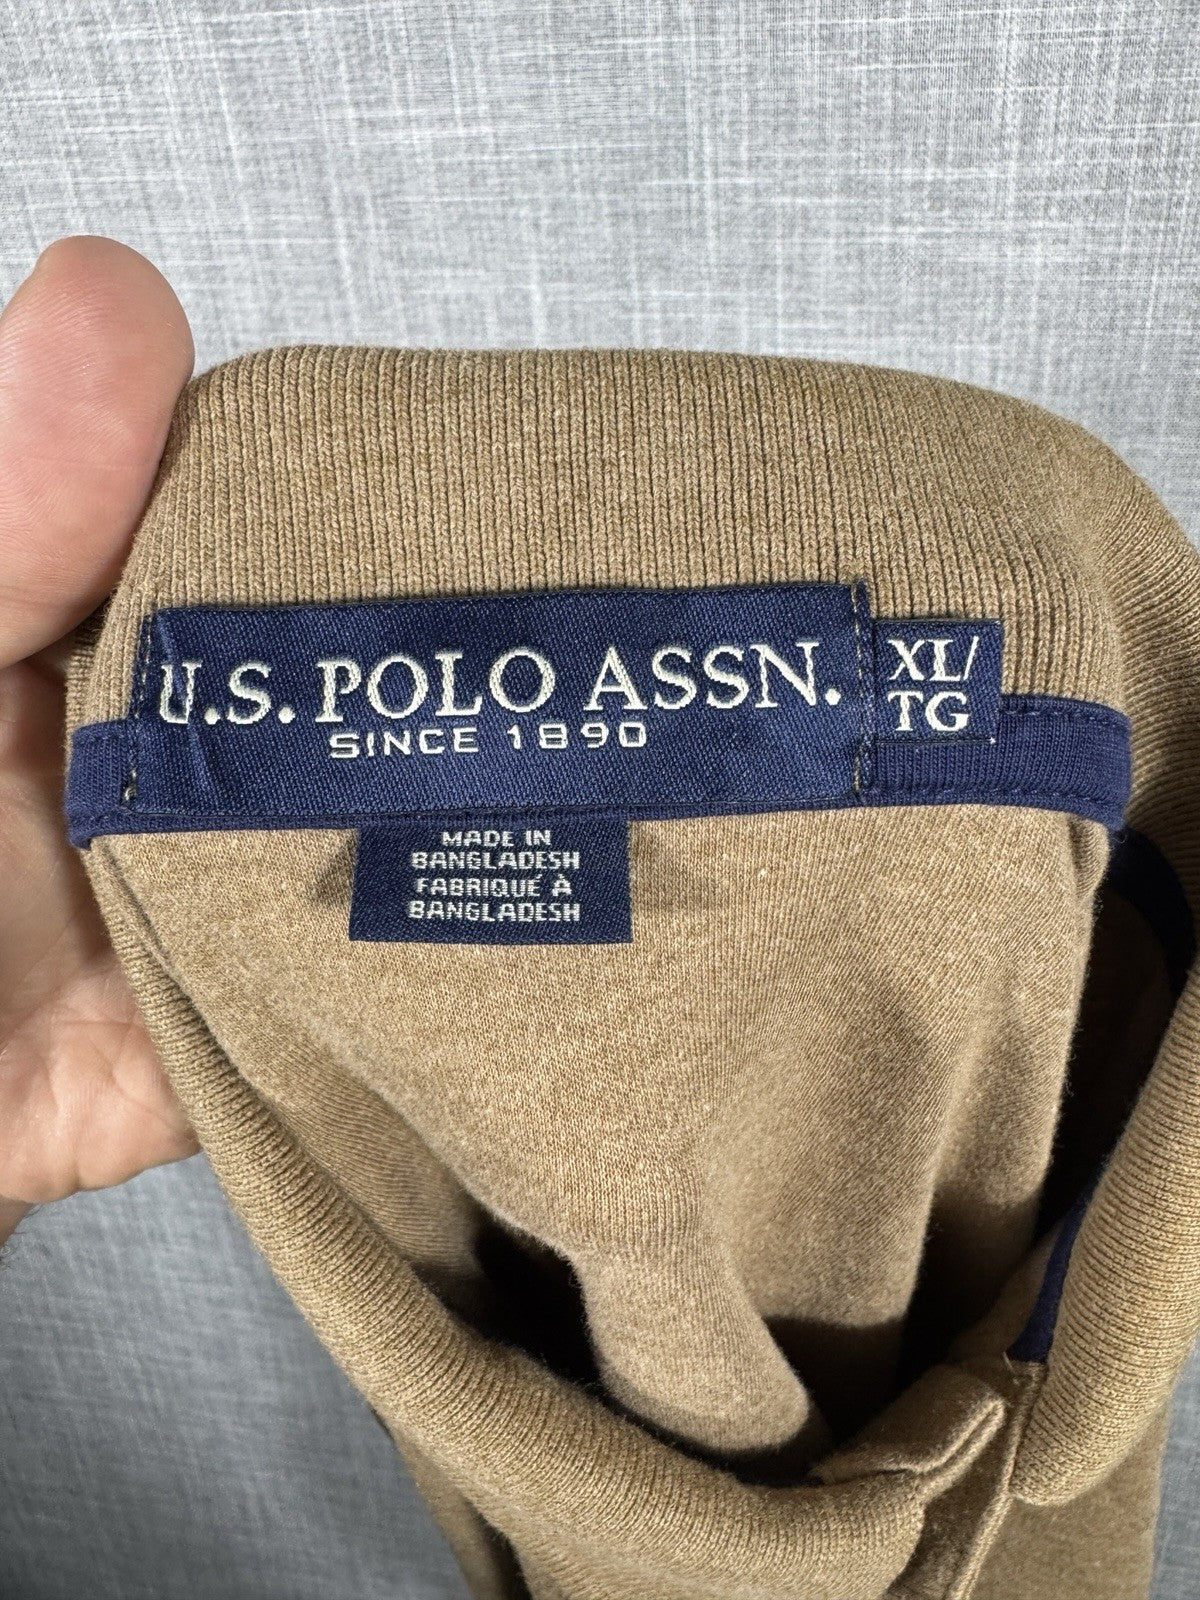 U.S. POLO ASSN.
SINCE 1890
XL/
TG
MADE IN
BANGLADESH
FABRIQUÉ À
BANGLADESH